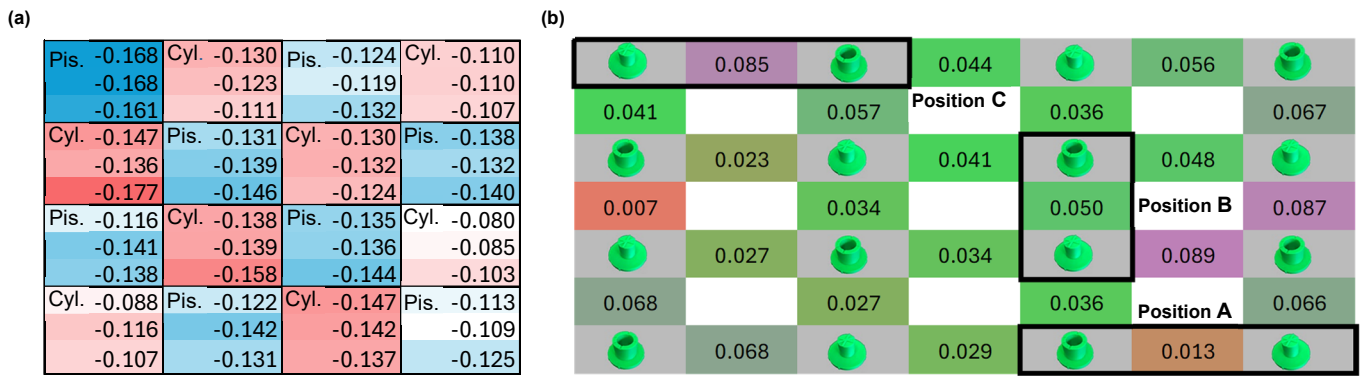 (a)
Pis. -0.168 Cyl. -0.130 Pis. -0.124 Cyl. -0.110
-0.168 -0.123 -0.119 -0.110
-0.161 -0.111 -0.132 -0.107
Cyl. -0.147 Pis. -0.131 Cyl. -0.130 Pis. -0.138
-0.136 -0.139 -0.132 -0.132
-0.177 -0.146 -0.124 -0.140
Pis. -0.116 Cyl. -0.138 Pis. -0.135 Cyl. -0.080
-0.141 -0.139 -0.136 -0.085
-0.138 -0.158 -0.144 -0.103
Cyl. -0.088 Pis. -0.122 Cyl. -0.147 Pis. -0.113
-0.116 -0.142 -0.142 -0.109
-0.107 -0.131 -0.137 -0.125
(b)
0.085 0.044 0.056
0.041 0.057 Position C 0.036 0.067
0.023 0.041 0.048
0.007 0.034 0.050 Position B 0.087
0.027 0.034 0.089
0.068 0.027 0.036 Position A 0.066
0.068 0.029 0.013